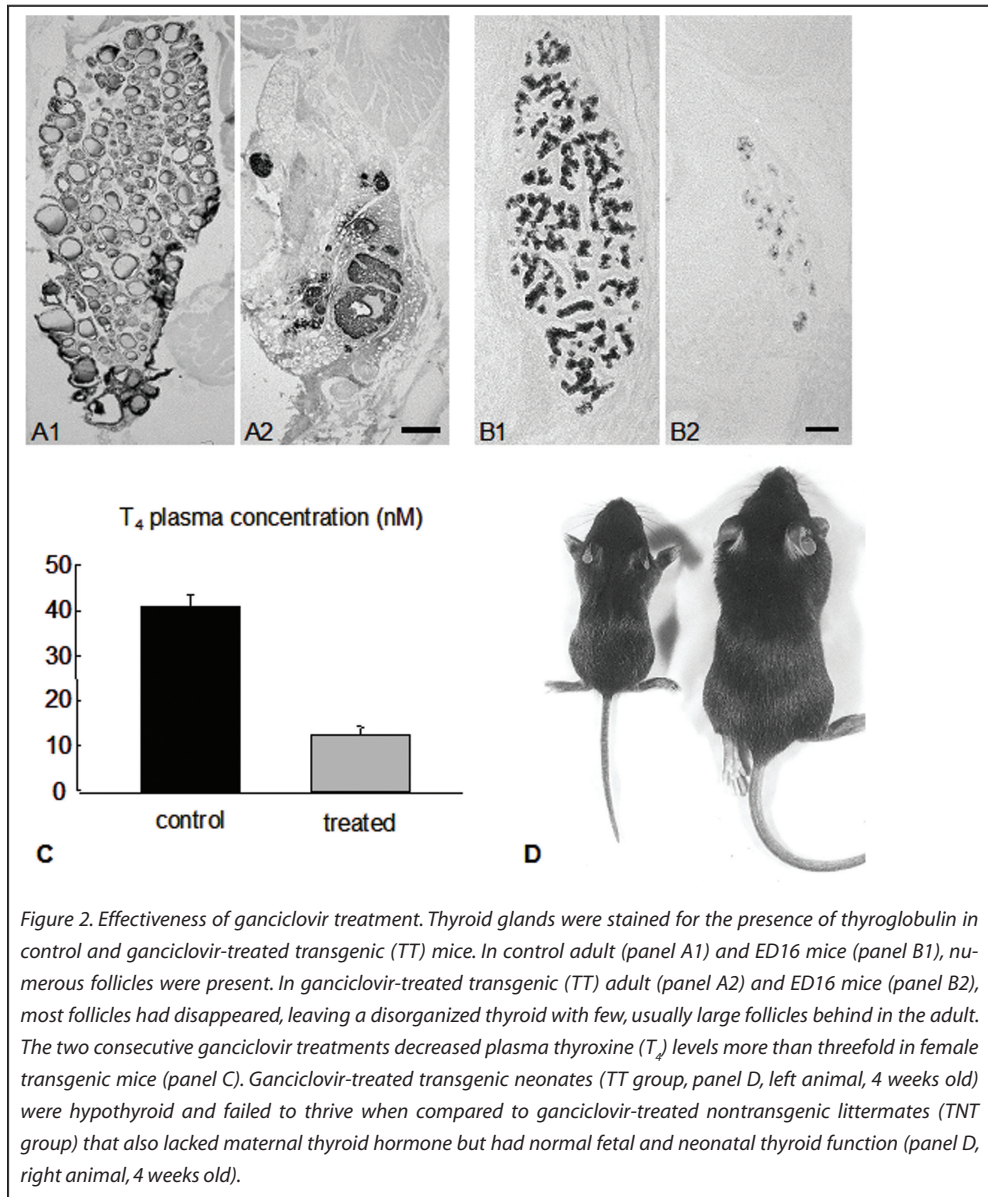 A1
A2
B1
B2
T₄ plasma concentration (nM)
50
40
30
20
10
0
control
treated
C
D
Figure 2. Effectiveness of ganciclovir treatment. Thyroid glands were stained for the presence of thyroglobulin in
control and ganciclovir-treated transgenic (TT) mice. In control adult (panel A1) and ED16 mice (panel B1), nu-
merous follicles were present. In ganciclovir-treated transgenic (TT) adult (panel A2) and ED16 mice (panel B2),
most follicles had disappeared, leaving a disorganized thyroid with few, usually large follicles behind in the adult.
The two consecutive ganciclovir treatments decreased plasma thyroxine (T₄) levels more than threefold in female
transgenic mice (panel C). Ganciclovir-treated transgenic neonates (TT group, panel D, left animal, 4 weeks old)
were hypothyroid and failed to thrive when compared to ganciclovir-treated nontransgenic littermates (TNT
group) that also lacked maternal thyroid hormone but had normal fetal and neonatal thyroid function (panel D,
right animal, 4 weeks old).